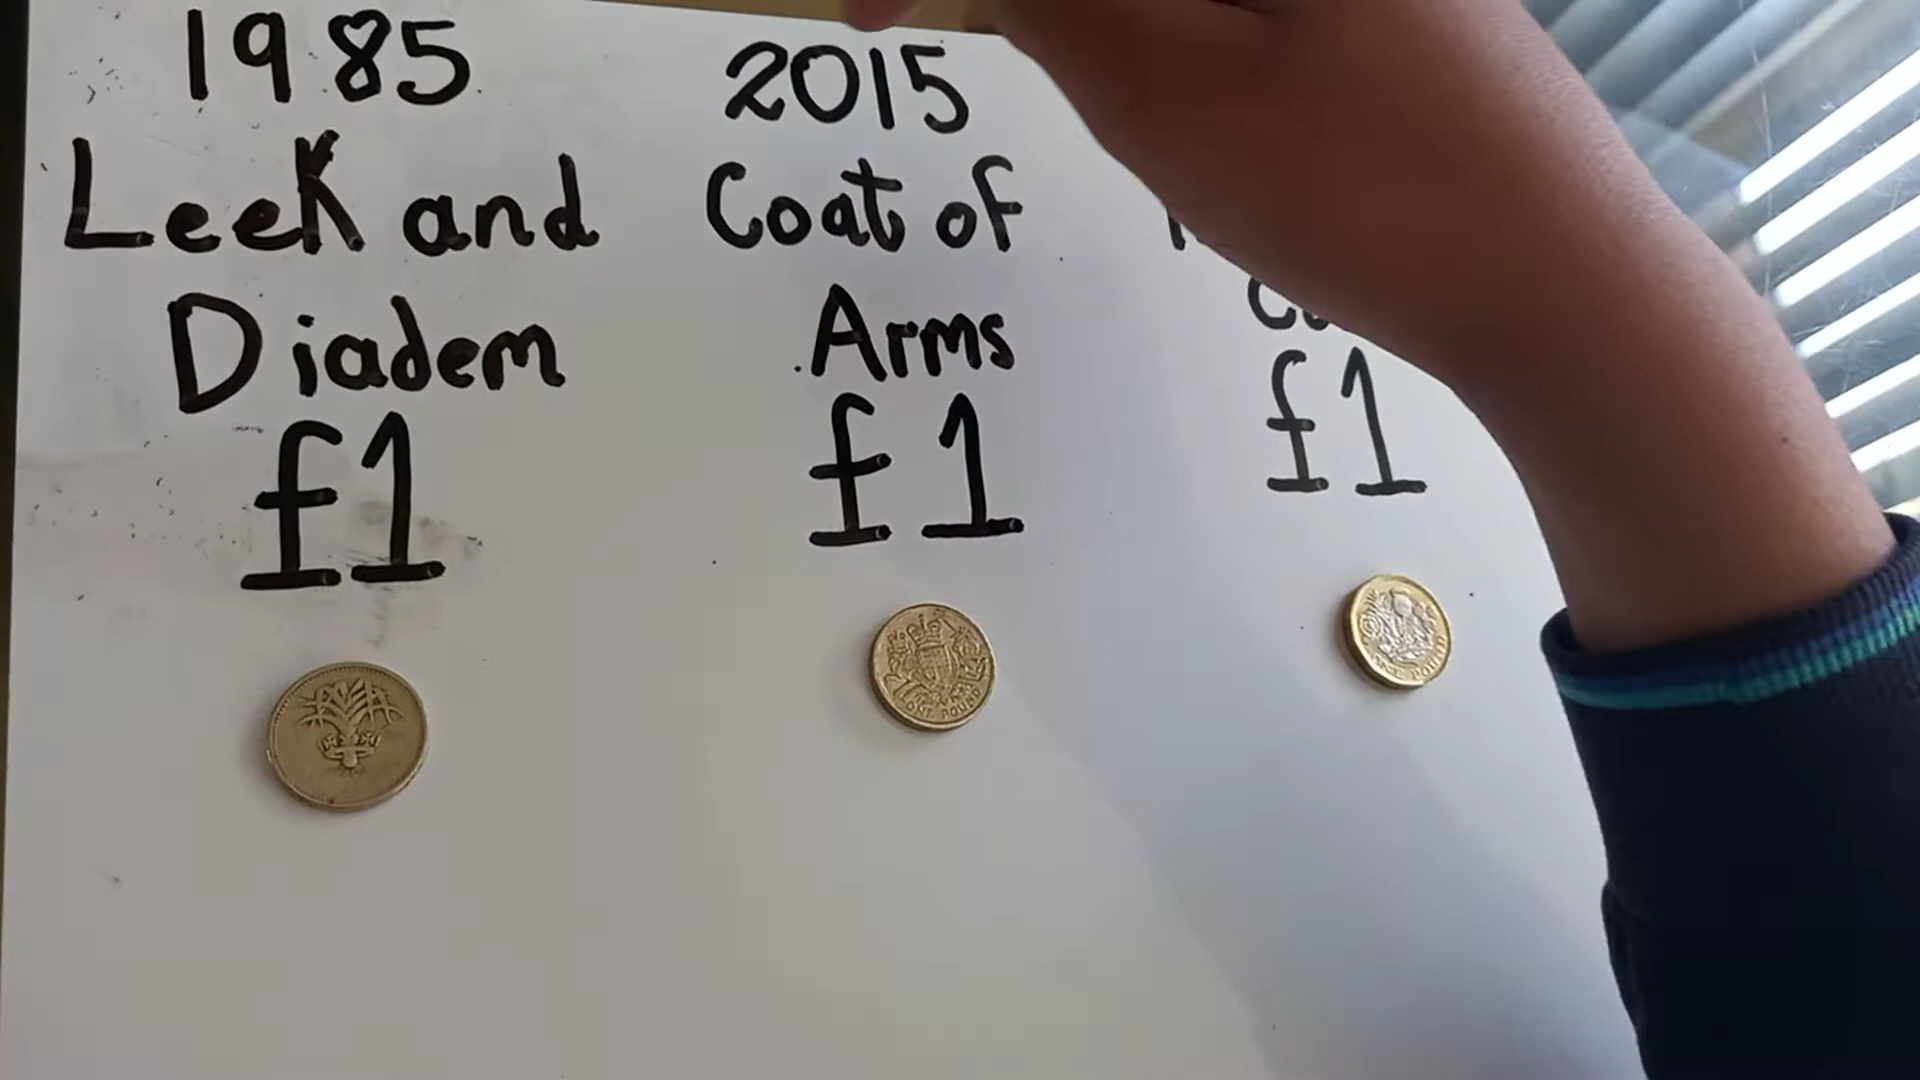 1985
Leek and
Diadem
£1
2015
Coat of
Arms
£1
£1
ONE POUND
ONE POUND